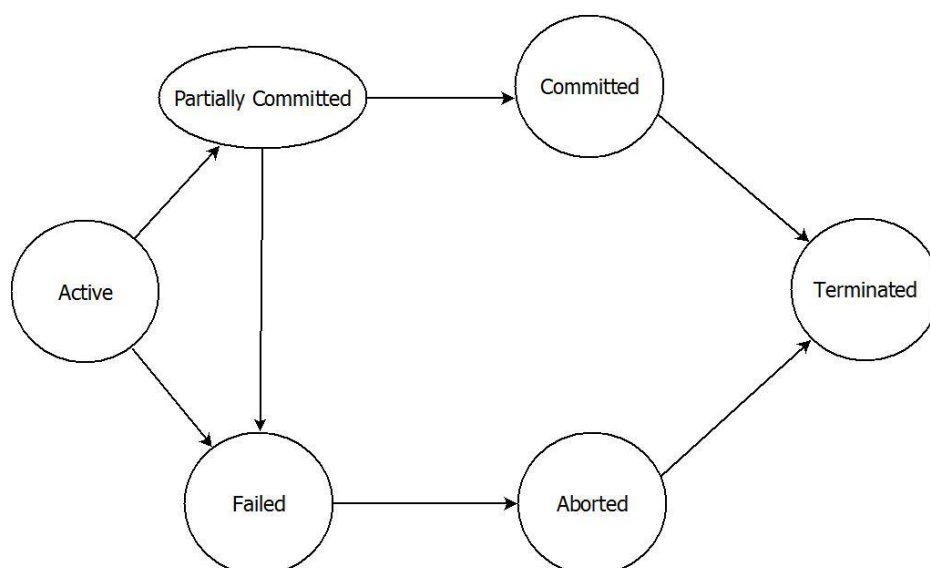 Partially Committed
Committed
Active
Terminated
Failed
Aborted